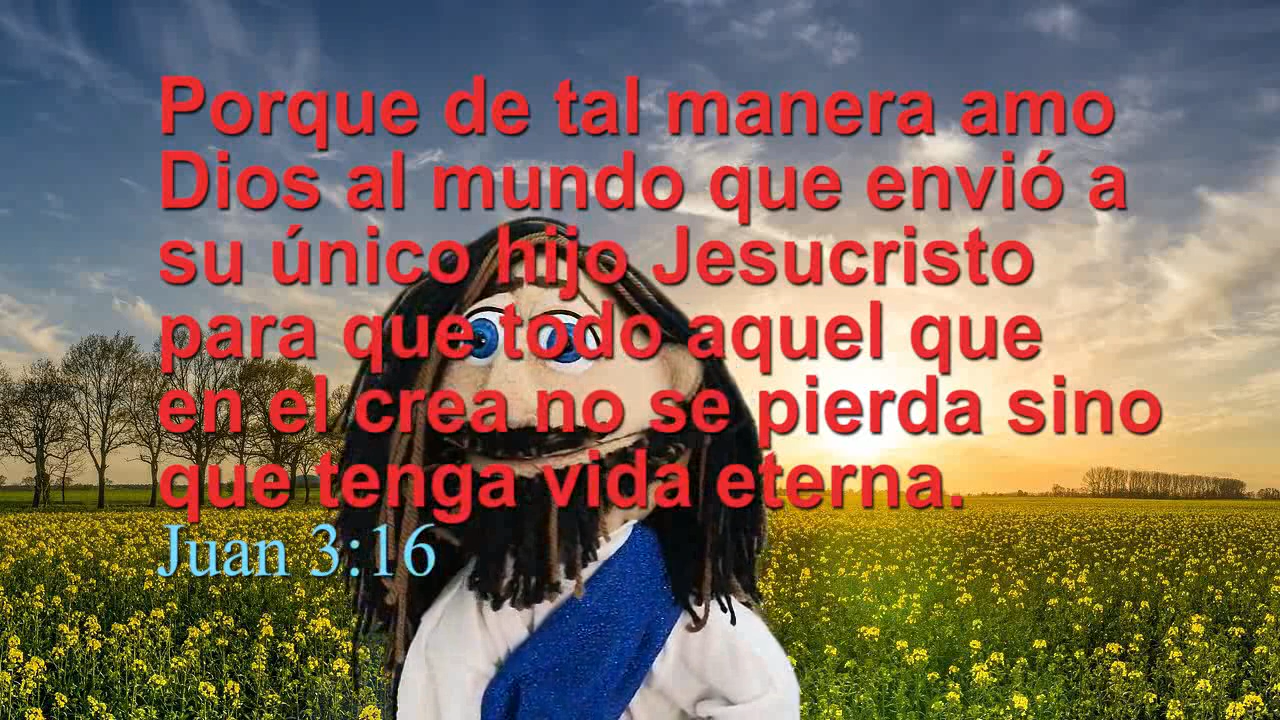 Porque de tal manera amo
Dios al mundo que envió a
su único hijo Jesucristo
para que todo aquel que
en el crea no se pierda sino
que tenga vida eterna.
Juan 3:16